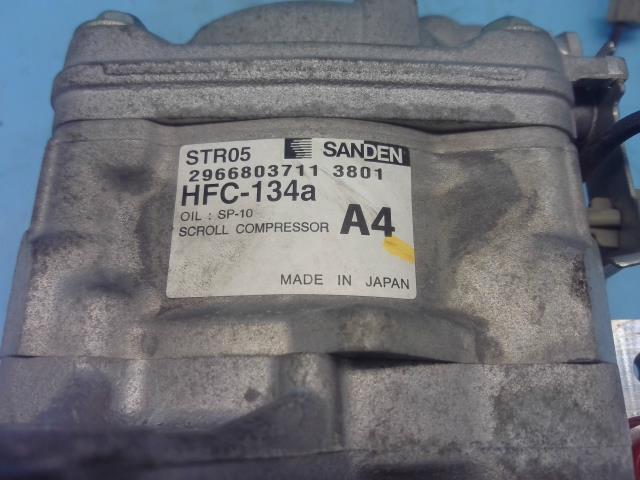 STR05 SANDEN
2966803711 3801
HFC-134a
OIL : SP-10
SCROLL COMPRESSOR A4
MADE IN JAPAN